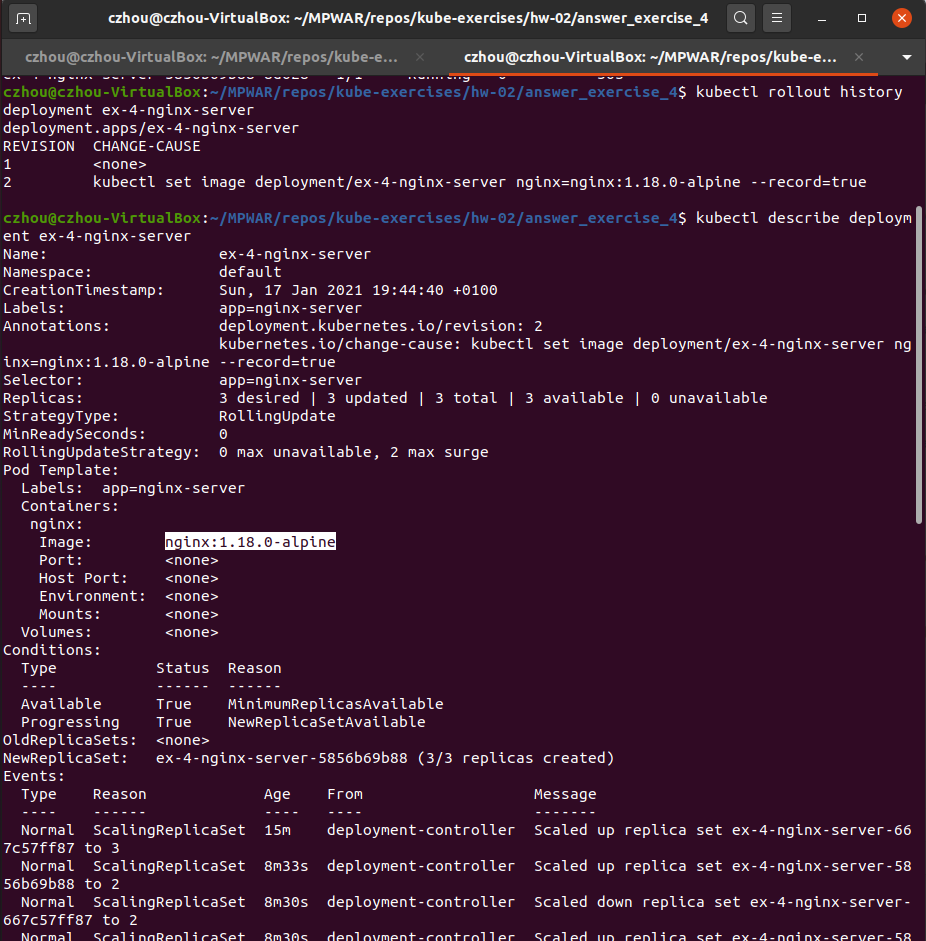 czhou@czhou-VirtualBox: ~/MPWAR/repos/kube-exercises/hw-02/answer_exercise_4
czhou@czhou-VirtualBox: ~/MPWAR/repos/kube-e...
czhou@czhou-VirtualBox: ~/MPWAR/repos/kube-e...
czhou@czhou-VirtualBox:~/MPWAR/repos/kube-exercises/hw-02/answer_exercise_4$ kubectl rollout history
deployment ex-4-nginx-server
deployment.apps/ex-4-nginx-server
REVISION  CHANGE-CAUSE
1         <none>
2         kubectl set image deployment/ex-4-nginx-server nginx=nginx:1.18.0-alpine --record=true
czhou@czhou-VirtualBox:~/MPWAR/repos/kube-exercises/hw-02/answer_exercise_4$ kubectl describe deploym
ent ex-4-nginx-server
Name:                   ex-4-nginx-server
Namespace:              default
CreationTimestamp:      Sun, 17 Jan 2021 19:44:40 +0100
Labels:                 app=nginx-server
Annotations:            deployment.kubernetes.io/revision: 2
                        kubernetes.io/change-cause: kubectl set image deployment/ex-4-nginx-server ng
inx=nginx:1.18.0-alpine --record=true
Selector:               app=nginx-server
Replicas:               3 desired | 3 updated | 3 total | 3 available | 0 unavailable
StrategyType:           RollingUpdate
MinReadySeconds:        0
RollingUpdateStrategy:  0 max unavailable, 2 max surge
Pod Template:
  Labels:  app=nginx-server
  Containers:
   nginx:
    Image:        nginx:1.18.0-alpine
    Port:         <none>
    Host Port:    <none>
    Environment:  <none>
    Mounts:       <none>
  Volumes:        <none>
Conditions:
  Type           Status  Reason
  ----           ------  ------
  Available      True    MinimumReplicasAvailable
  Progressing    True    NewReplicaSetAvailable
OldReplicaSets:  <none>
NewReplicaSet:   ex-4-nginx-server-5856b69b88 (3/3 replicas created)
Events:
  Type    Reason             Age    From                   Message
  ----    ------             ----   ----                   -------
  Normal  ScalingReplicaSet  15m    deployment-controller  Scaled up replica set ex-4-nginx-server-66
7c57ff87 to 3
  Normal  ScalingReplicaSet  8m33s  deployment-controller  Scaled up replica set ex-4-nginx-server-58
56b69b88 to 2
  Normal  ScalingReplicaSet  8m30s  deployment-controller  Scaled down replica set ex-4-nginx-server-
667c57ff87 to 2
  Normal  ScalingReplicaSet  8m30s  deployment-controller  Scaled up replica set ex-4-nginx-server-58